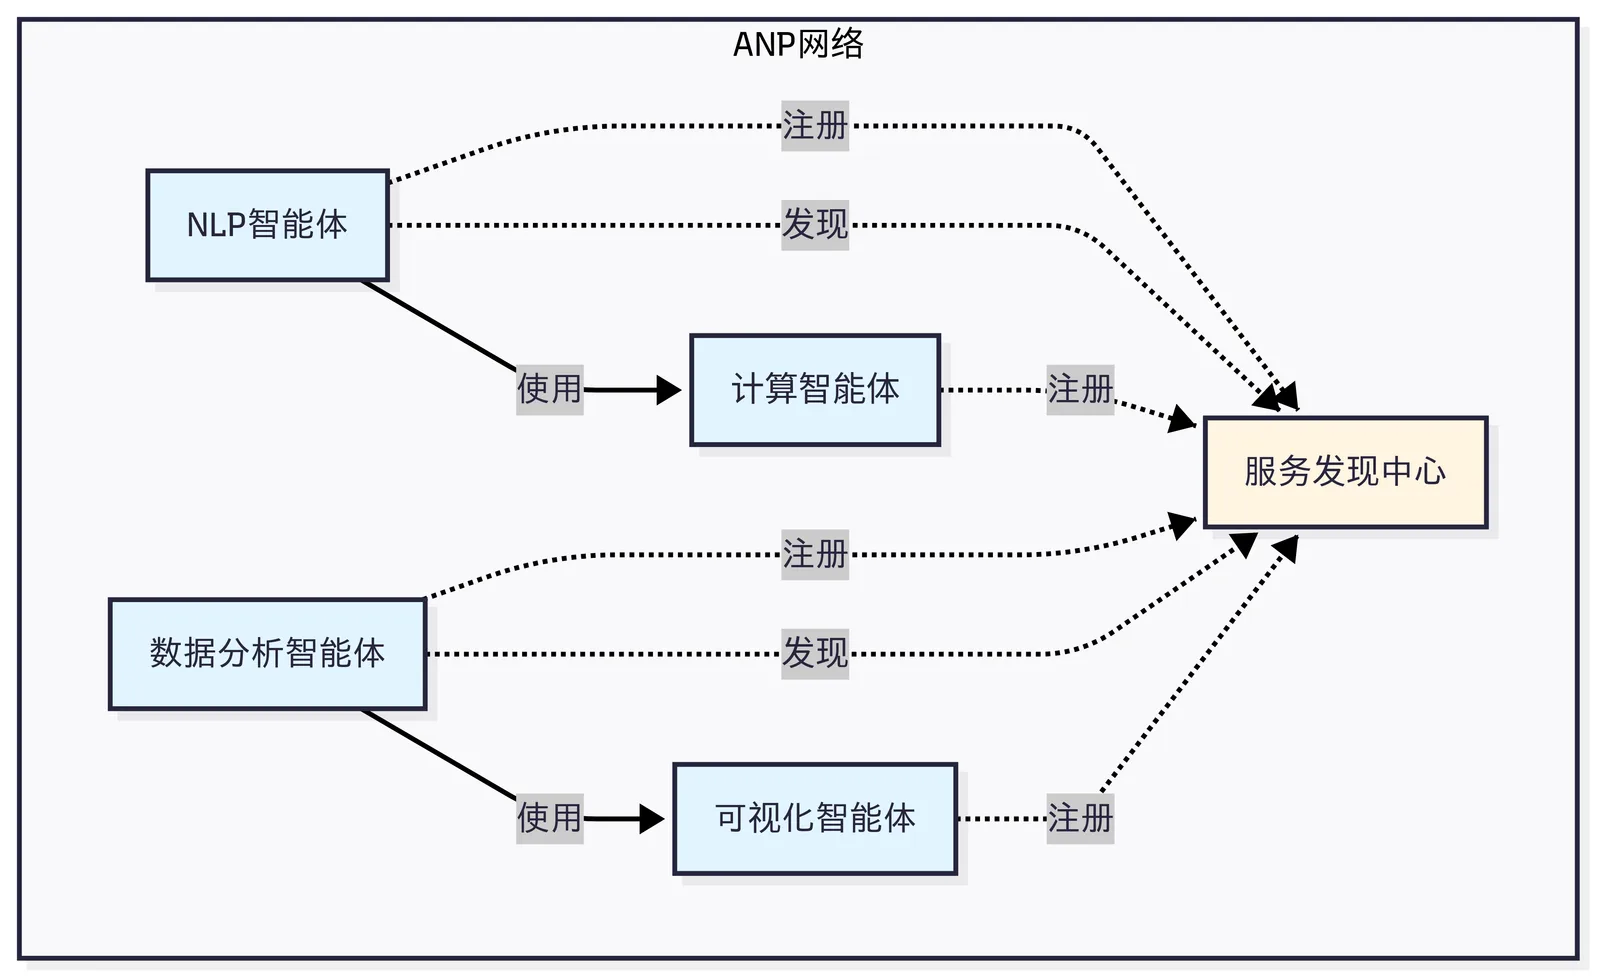 ANP网络
注册
NLP智能体
发现
使用
计算智能体
注册
服务发现中心
注册
数据分析智能体
发现
使用
可视化智能体
注册